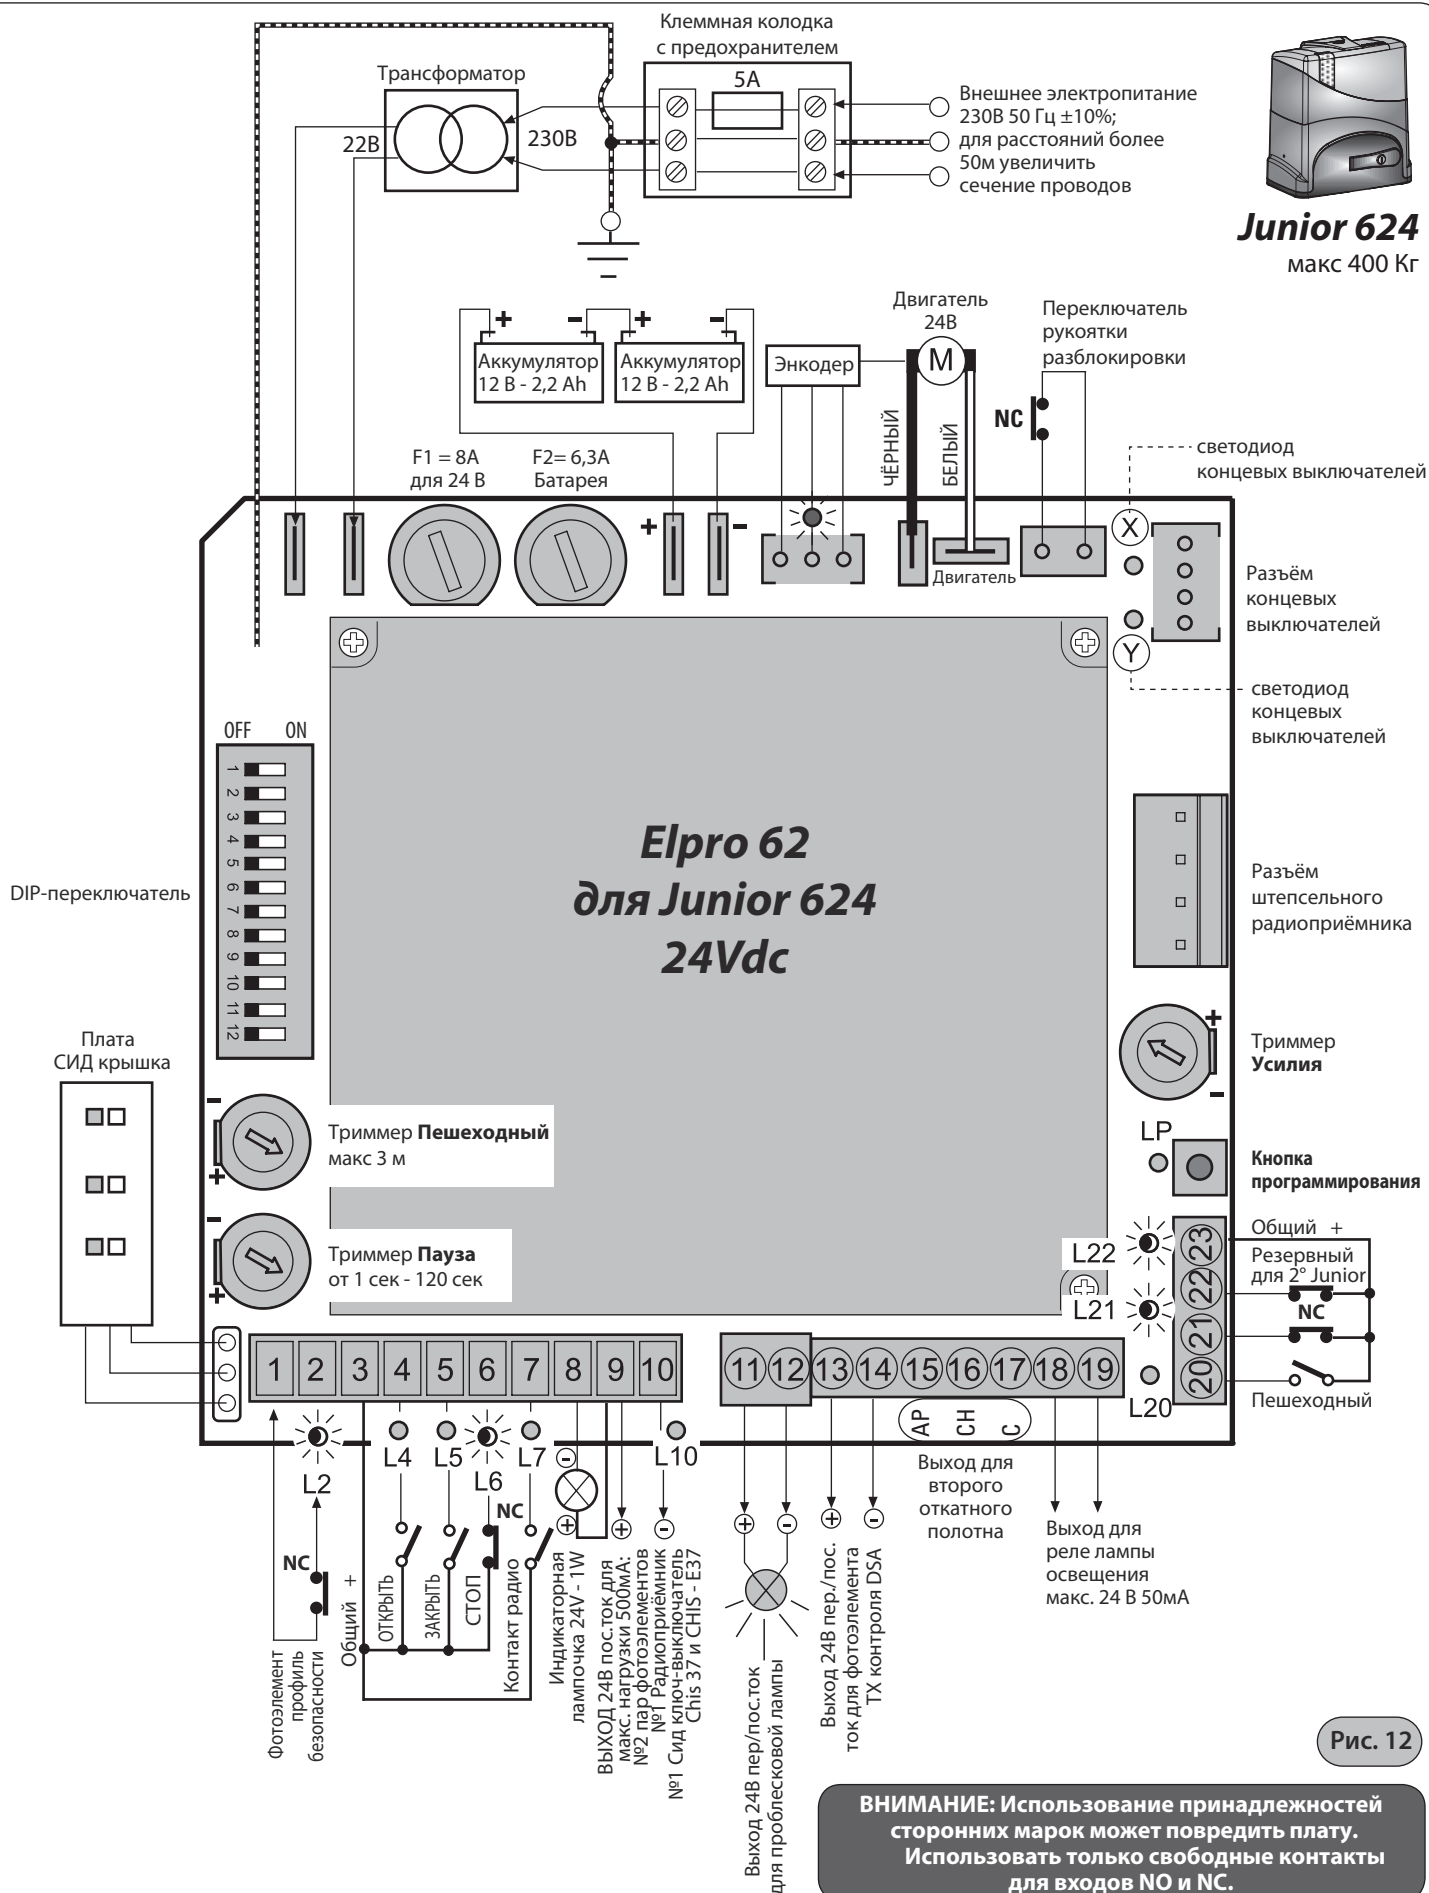 Клеммная колодка
с предохранителем
Трансформатор
5A
22В
230В
Внешнее электропитание
230В 50 Гц ±10%;
для расстояний более
50м увеличить
сечение проводов
Junior 624
макс 400 Кг
+
-
+
-
Аккумулятор
12 В - 2,2 Ah
Аккумулятор
12 В - 2,2 Ah
Энкодер
Двигатель
24В
M
ЧЁРНЫЙ
БЕЛЫЙ
Переключатель
рукоятки
разблокировки
NC
светодиод
концевых выключателей
F1 = 8A
для 24 В
F2= 6,3A
Батарея
+
-
Двигатель
X
Y
Разъём
концевых
выключателей
светодиод
концевых
выключателей
OFF ON
1
2
3
4
5
6
7
8
9
10
11
12
DIP-переключатель
Elpro 62
для Junior 624
24Vdc
Разъём
штепсельного
радиоприёмника
Плата
СИД крышка
+
-
Триммер
Усилия
-
+
Триммер Пешеходный
макс 3 м
-
+
Триммер Пауза
от 1 сек - 120 сек
LP
Кнопка
программирования
L22
L21
L20
23
22
21
20
Общий +
Резервный
для 2° Junior
NC
Пешеходный
1 2 3 4 5 6 7 8 9 10
11 12 13 14 15 16 17 18 19
AP CH C
L2
L4
L5
L6
L7
L10
NC
NC
Фотоэлемент
профиль
безопасности
Общий +
ОТКРЫТЬ
ЗАКРЫТЬ
СТОП
Контакт радио
-
+
Индикаторная
лампочка 24V - 1W
+
-
ВЫХОД 24В пос.ток для
макс. нагрузки 500мА:
№2 пар фотоэлементов
№1 Радиоприёмник
№1 Сид ключ-выключатель
Chis 37 и CHIS - E37
+
-
Выход 24В пер/пос.ток
для проблесковой лампы
+
-
Выход 24В пер./пос.
ток для фотоэлемента
TX контроля DSA
Выход для
второго
откатного
полотна
Выход для
реле лампы
освещения
макс. 24 В 50мА
Рис. 12
ВНИМАНИЕ: Использование принадлежностей
сторонних марок может повредить плату.
Использовать только свободные контакты
для входов NO и NC.